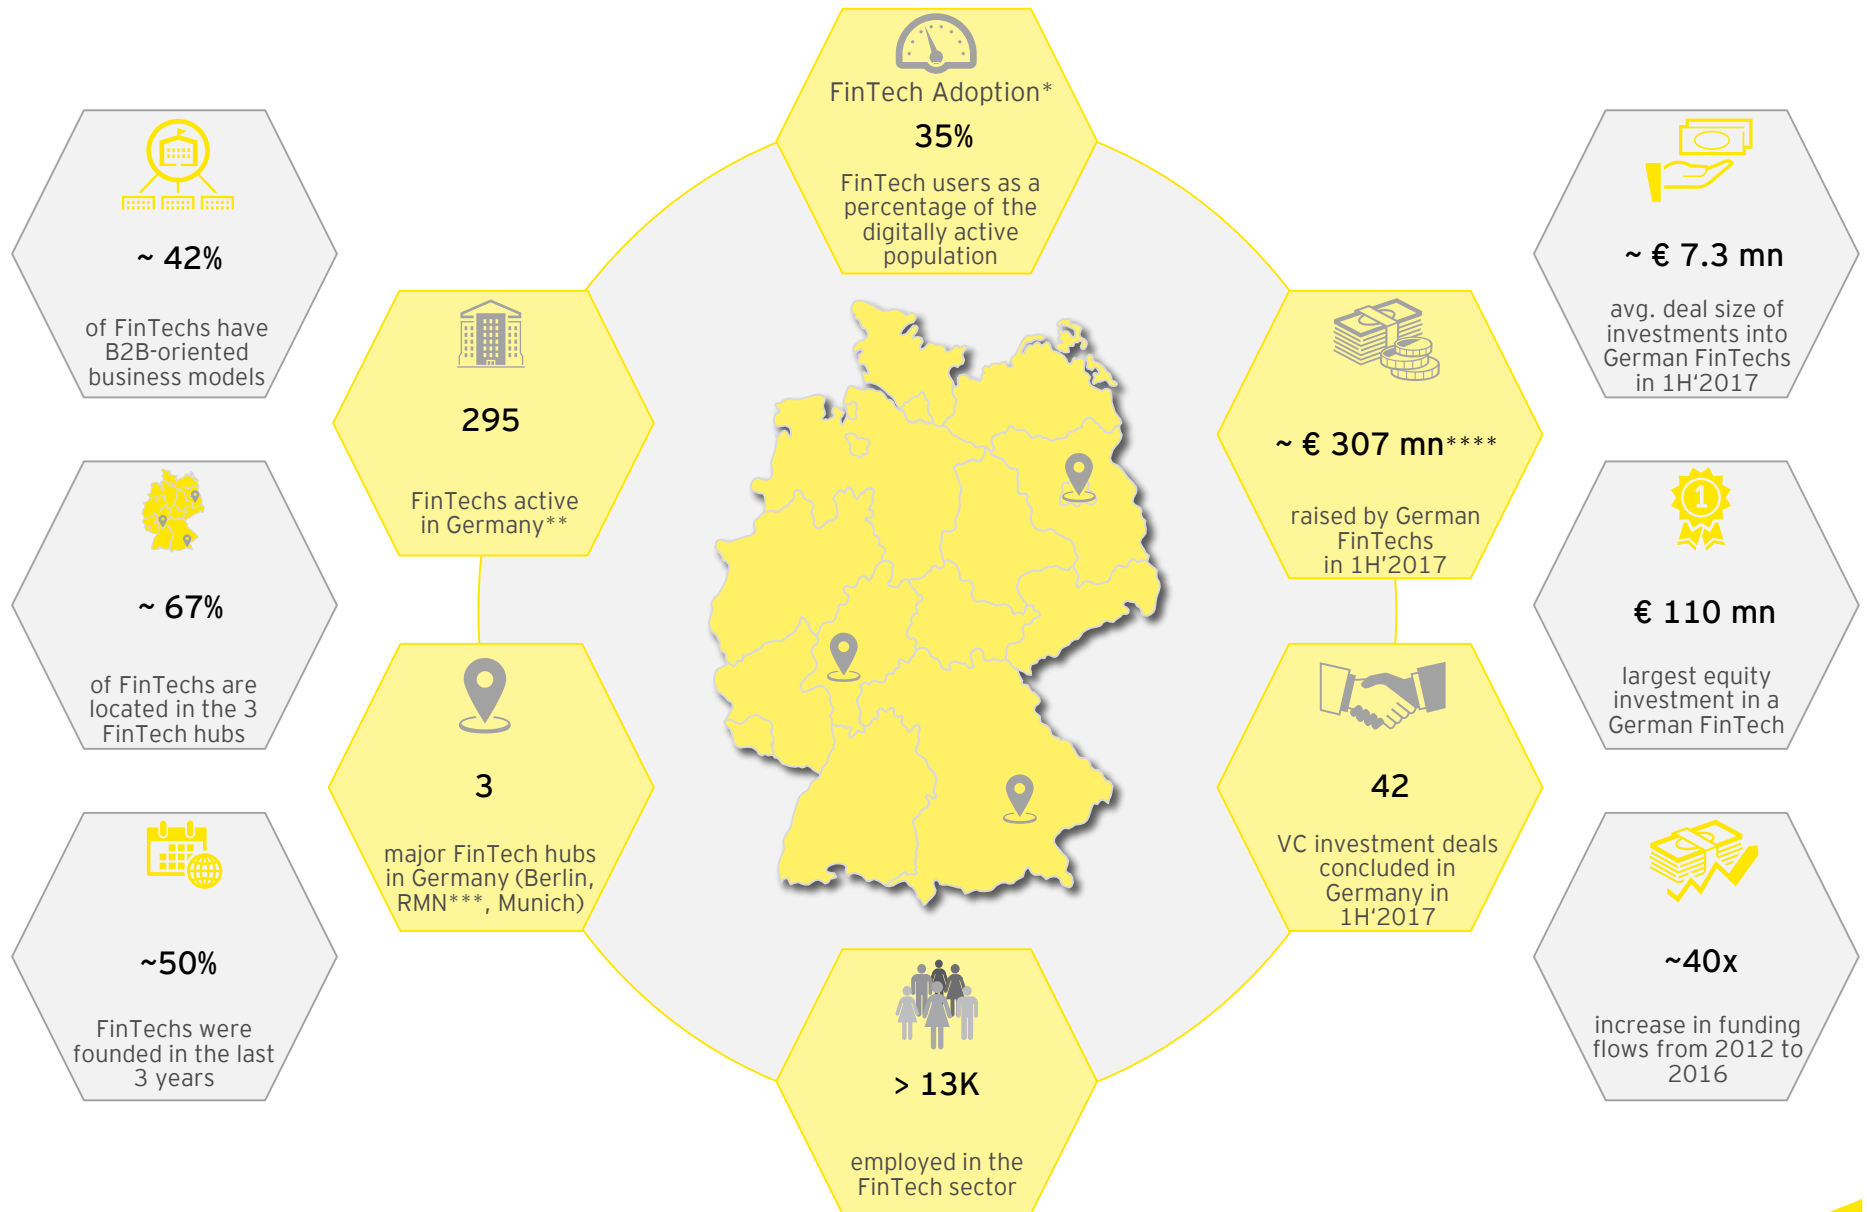 FinTech Adoption*
35%
FinTech users as a
percentage of the
digitally active
population
~ 42%
of FinTechs have
B2B-oriented
business models
~ 67%
of FinTechs are
located in the 3
FinTech hubs
~50%
FinTechs were
founded in the last
3 years
295
FinTechs active
in Germany**
3
major FinTech hubs
in Germany (Berlin,
RMN***, Munich)
> 13K
employed in the
FinTech sector
~ € 307 mn****
raised by German
FinTechs
in 1H’2017
42
VC investment deals
concluded in
Germany in
1H‘2017
~ € 7.3 mn
avg. deal size of
investments into
German FinTechs
in 1H‘2017
1
€ 110 mn
largest equity
investment in a
German FinTech
~40x
increase in funding
flows from 2012 to
2016